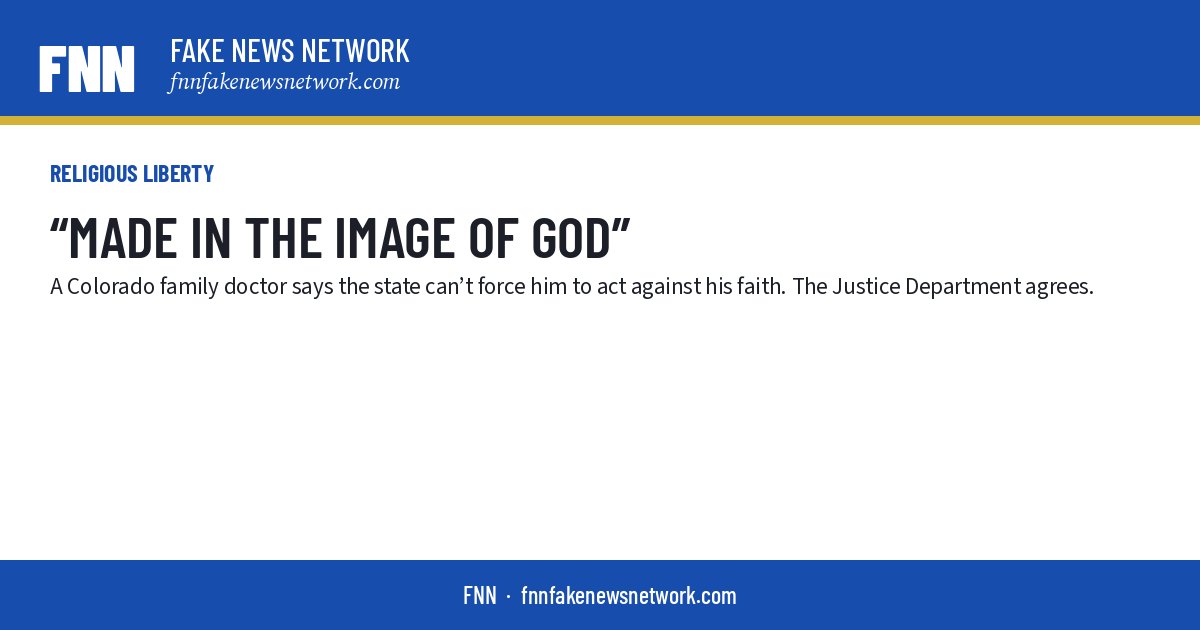 FNN
FAKE NEWS NETWORK
fnnfakenewsnetwork.com
RELIGIOUS LIBERTY
“MADE IN THE IMAGE OF GOD”
A Colorado family doctor says the state can’t force him to act against his faith. The Justice Department agrees.
FNN · fnnfakenewsnetwork.com